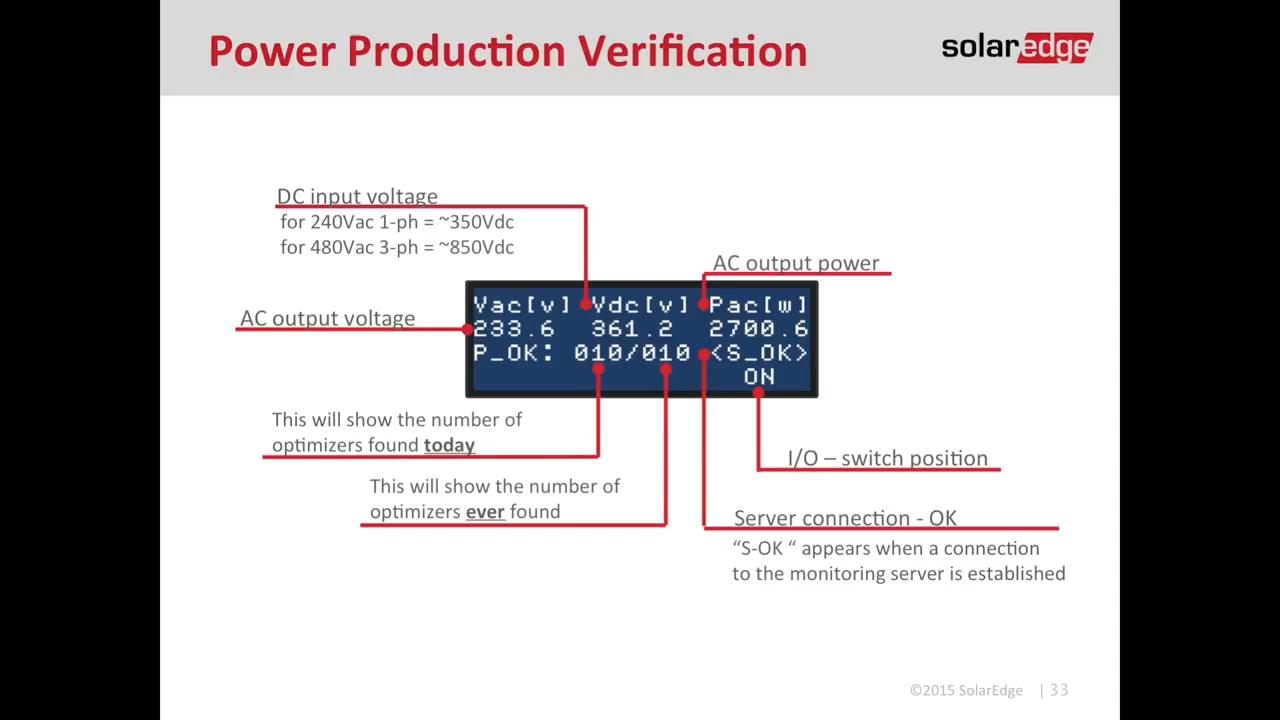 Power Production Verification
solaredge
DC input voltage
for 240Vac 1-ph = ~350Vdc
for 480Vac 3-ph = ~850Vdc
AC output power
AC output voltage
Vac[v] Vdc[v] Pac[w]
233.6 361.2 2700.6
P_OK: 010/010 <S_OK>
ON
This will show the number of
optimizers found today
I/O – switch position
This will show the number of
optimizers ever found
Server connection - OK
“S-OK “ appears when a connection
to the monitoring server is established
©2015 SolarEdge | 33